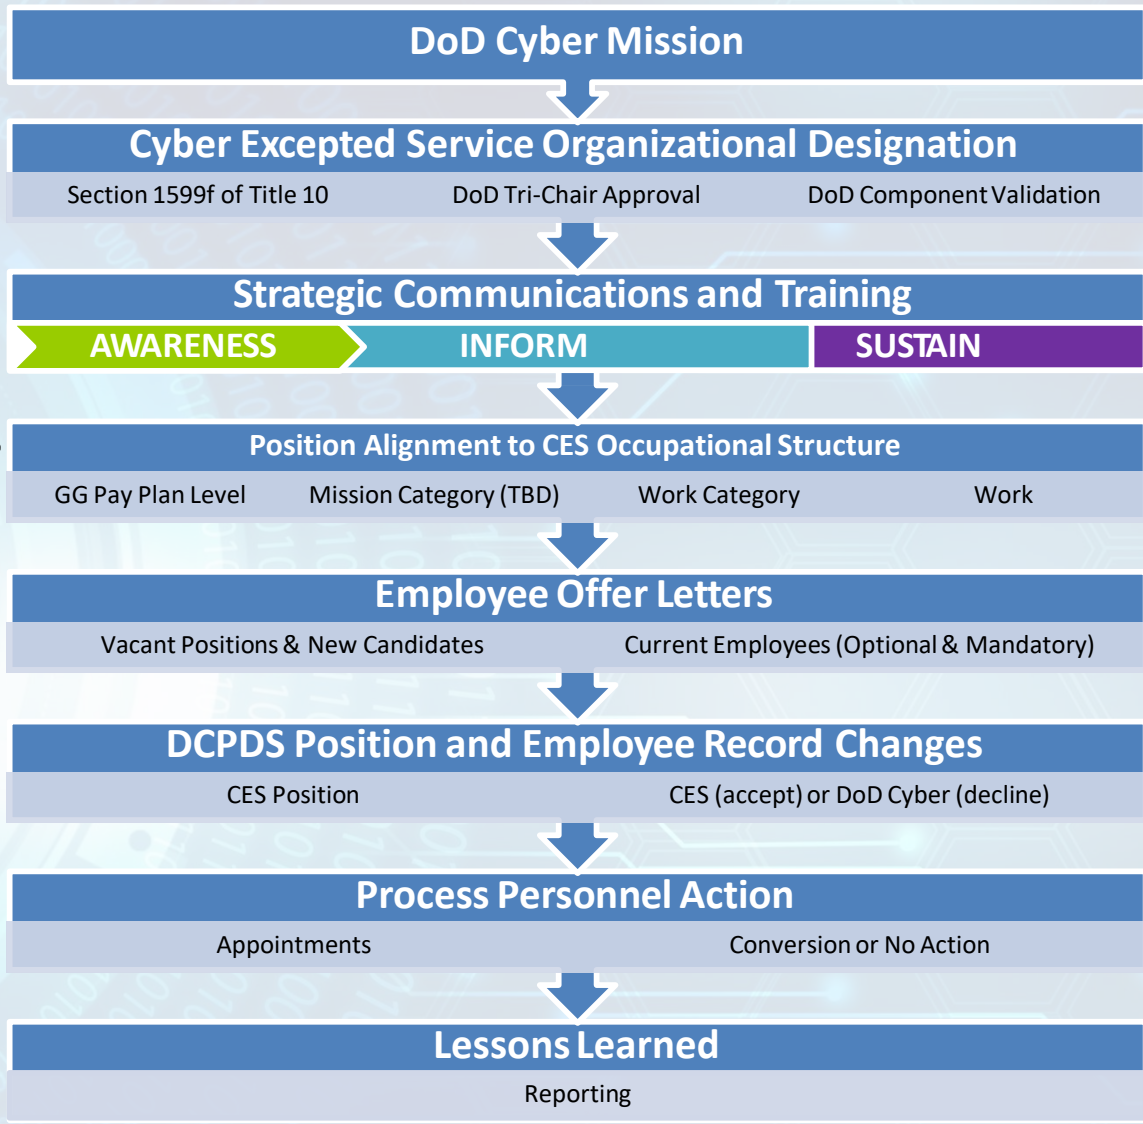 DoD Cyber Mission
Cyber Excepted Service Organizational Designation
Section 1599f of Title 10 DoD Tri-Chair Approval DoD Component Validation
Strategic Communications and Training
AWARENESS INFORM SUSTAIN
Position Alignment to CES Occupational Structure
GG Pay Plan Level Mission Category (TBD) Work Category Work
Employee Offer Letters
Vacant Positions & New Candidates Current Employees (Optional & Mandatory)
DCPDS Position and Employee Record Changes
CES Position CES (accept) or DoD Cyber (decline)
Process Personnel Action
Appointments Conversion or No Action
Lessons Learned
Reporting